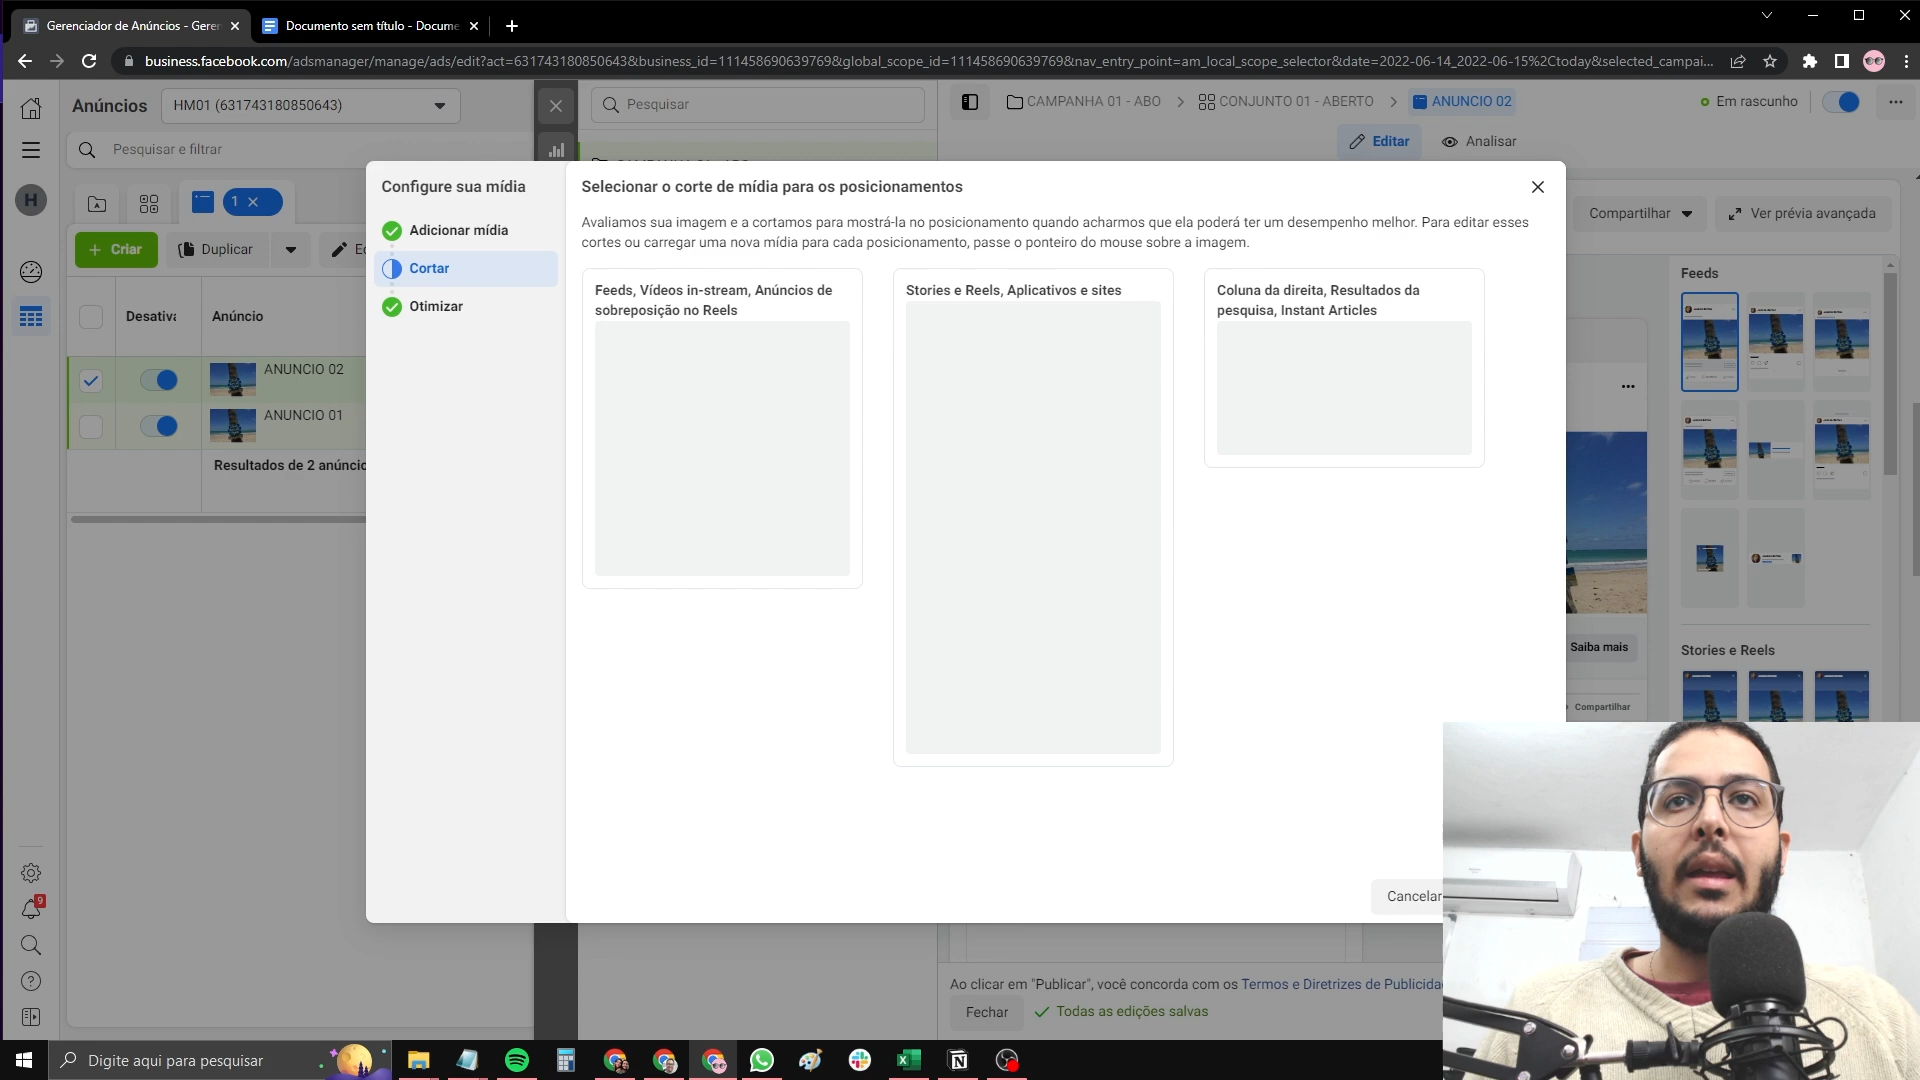 Gerenciador de Anúncios - Geren
Documento sem título - Docume
business.facebook.com/adsmanager/manage/ads/edit?act=631743180850643&business_id=111458690639769&global_scope_id=111458690639769&nav_entry_point=am_local_scope_selector&date=2022-06-14_2022-06-15%2Ctoday&selected_campai...
Anúncios
HM01 (631743180850643)
Pesquisar
CAMPANHA 01 - ABO
CONJUNTO 01 - ABERTO
ANUNCIO 02
Em rascunho
Pesquisar e filtrar
Editar
Analisar
H
1
Criar
Duplicar
Compartilhar
Ver prévia avançada
Configure sua mídia
Adicionar mídia
Cortar
Otimizar
Selecionar o corte de mídia para os posicionamentos
Avaliamos sua imagem e a cortamos para mostrá-la no posicionamento quando acharmos que ela poderá ter um desempenho melhor. Para editar esses
cortes ou carregar uma nova mídia para cada posicionamento, passe o ponteiro do mouse sobre a imagem.
Feeds, Vídeos in-stream, Anúncios de
sobreposição no Reels
Stories e Reels, Aplicativos e sites
Coluna da direita, Resultados da
pesquisa, Instant Articles
Feeds
Desativa
Anúncio
ANUNCIO 02
ANUNCIO 01
Resultados de 2 anúncio
Saiba mais
Stories e Reels
Compartilhar
Cancelar
9
Ao clicar em "Publicar", você concorda com os Termos e Diretrizes de Publicida
Fechar
Todas as edições salvas
Digite aqui para pesquisar